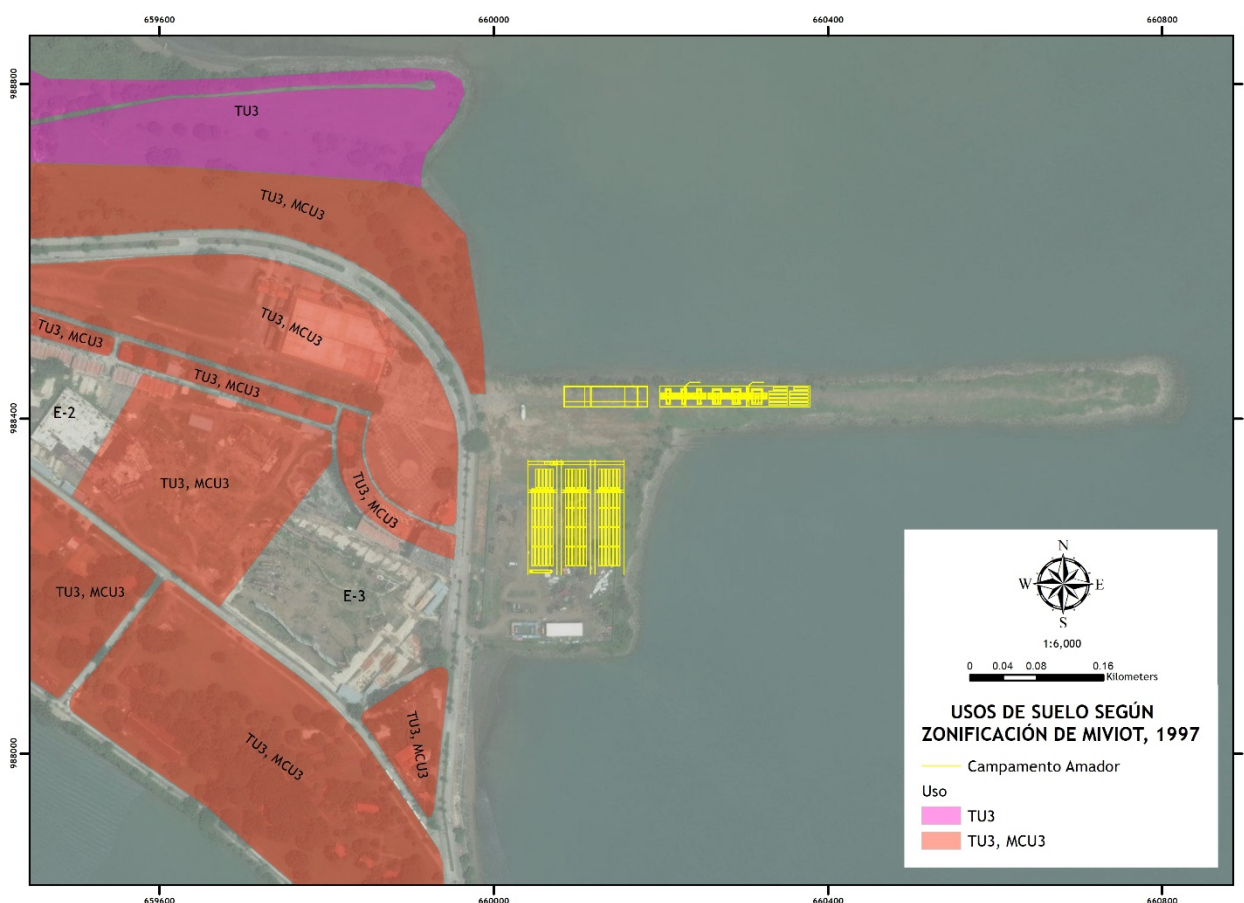 659600
660000
660400
660800
988800
988400
988000
TU3
TU3, MCU3
TU3, MCU3
TU3, MCU3
TU3, MCU3
E-2
TU3, MCU3
TU3, MCU3
E-3
TU3, MCU3
TU3, MCU3
TU3, MCU3
N
W E
S
1:6,000
0 0.04 0.08 0.16
Kilometers
USOS DE SUELO SEGÚN
ZONIFICACIÓN DE MIVIOT, 1997
Campamento Amador
Uso
TU3
TU3, MCU3
988800
988400
988000
659600
660000
660400
660800